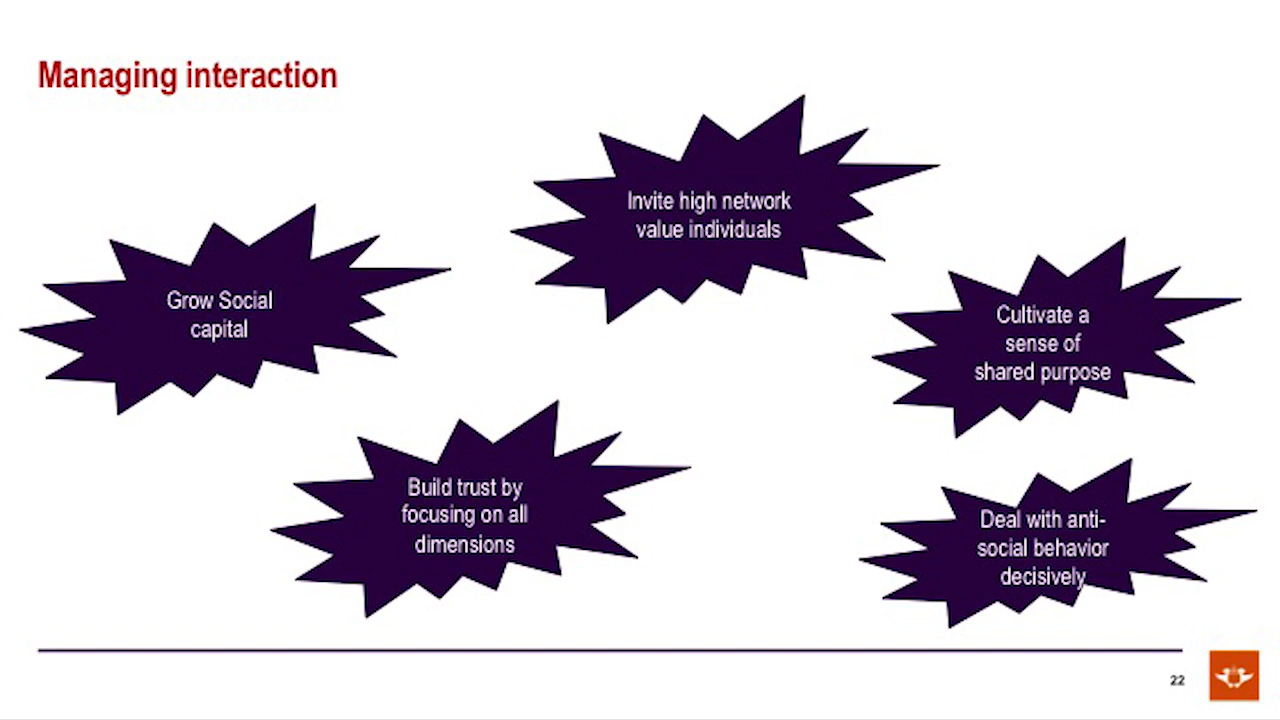 Managing interaction
Invite high network
value individuals
Grow Social
capital
Cultivate a
sense of
shared purpose
Build trust by
focusing on all
dimensions
Deal with anti-
social behavior
decisively
22